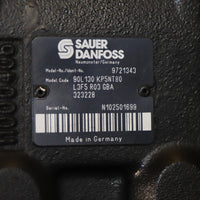 SAUER
DANFOSS
Neumunster/Germany
Model-No./Ident-No. 9721343
Model Code 90L130 KP5NT80
L3F5 R03 GBA
323228
Serial-No. N102501699
Made in Germany